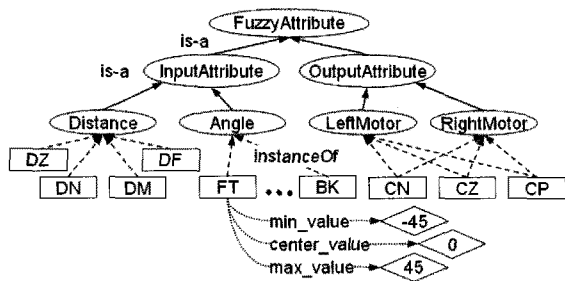 FuzzyAttribute
is-a
is-a
InputAttribute
OutputAttribute
Distance
Angle
LeftMotor
RightMotor
DZ
DF
instanceOf
DN
DM
FT
...
BK
CN
CZ
CP
min_value
-45
center_value
0
max_value
45